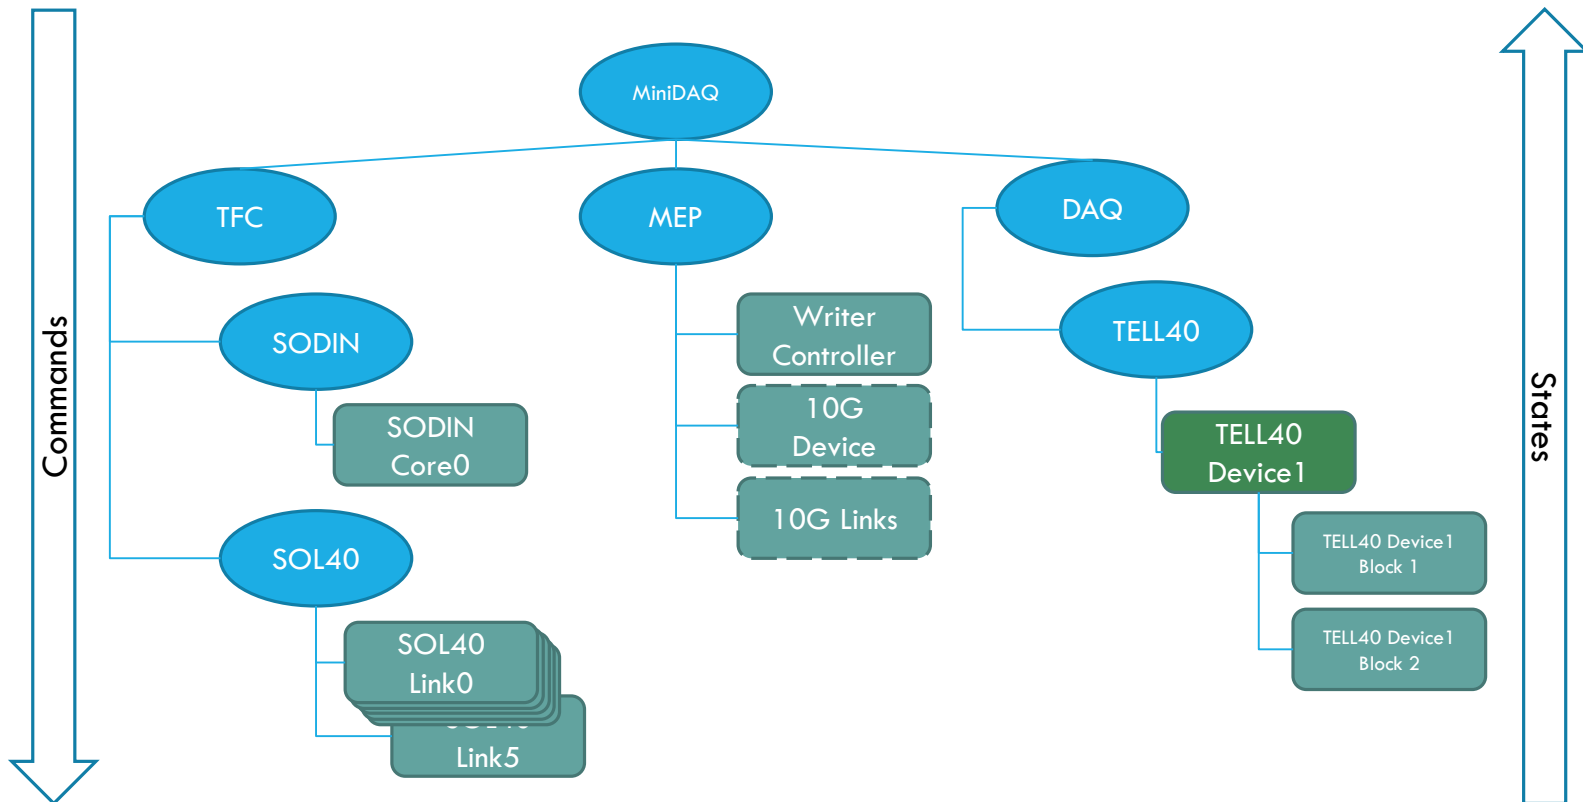 MiniDAQ
TFC
MEP
DAQ
SODIN
Writer
Controller
TELL40
SODIN
Core0
10G
Device
TELL40
Device1
SOL40
10G Links
TELL40 Device1
Block 1
SOL40
Link0
TELL40 Device1
Block 2
Link5
Commands
States